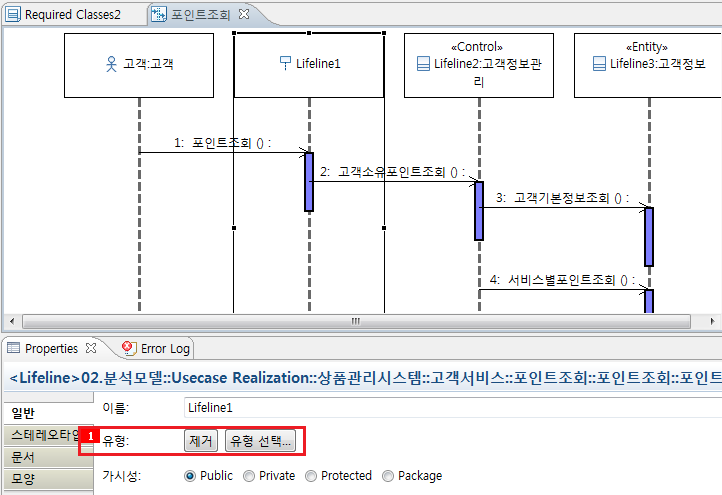 Required Classes2 포인트조회
고객:고객
Lifeline1
«Control»
Lifeline2:고객정보관
리
«Entity»
Lifeline3:고객정보
1: 포인트조회 () :
2: 고객소유포인트조회 () :
3: 고객기본정보조회 () :
4: 서비스별포인트조회 () :
Properties Error Log
<Lifeline>02.분석모델::Usecase Realization::상품관리시스템::고객서비스::포인트조회::포인트조회::포인트
일반
스테레오타입
문서
모양
이름: Lifeline1
1
유형: 제거 유형 선택...
가시성: Public Private Protected Package